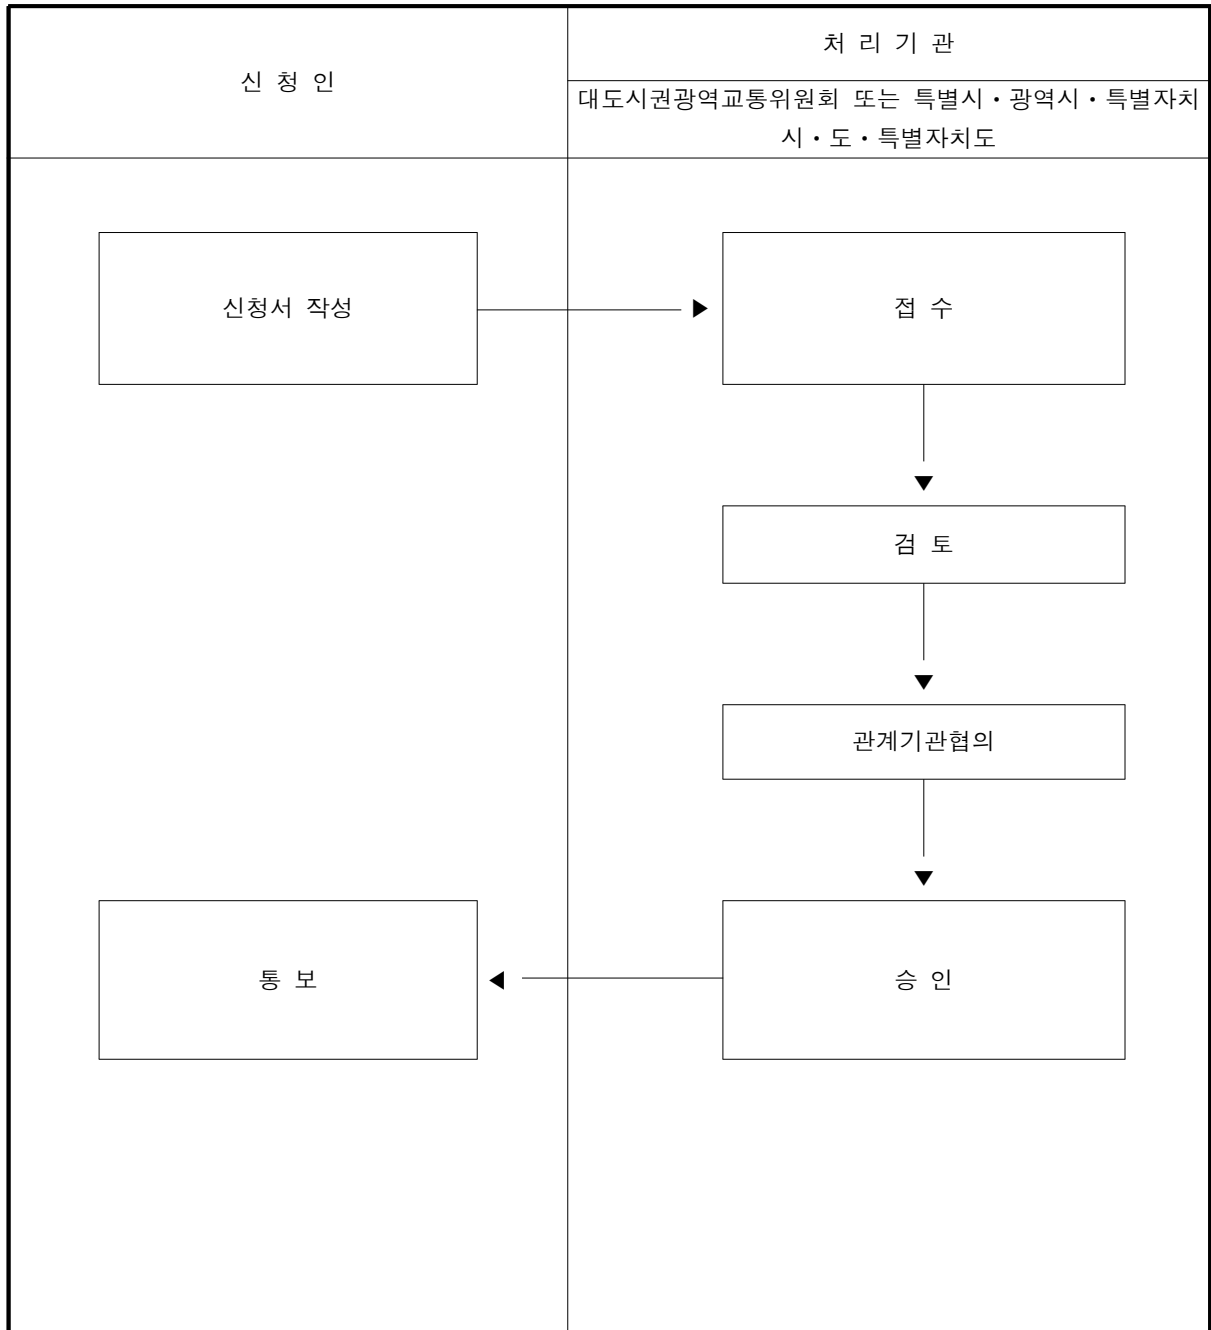 신 청 인
처 리 기 관
대도시권광역교통위원회 또는 특별시·광역시·특별자치
시·도·특별자치도
신청서 작성
접 수
검 토
관계기관협의
통 보
승 인